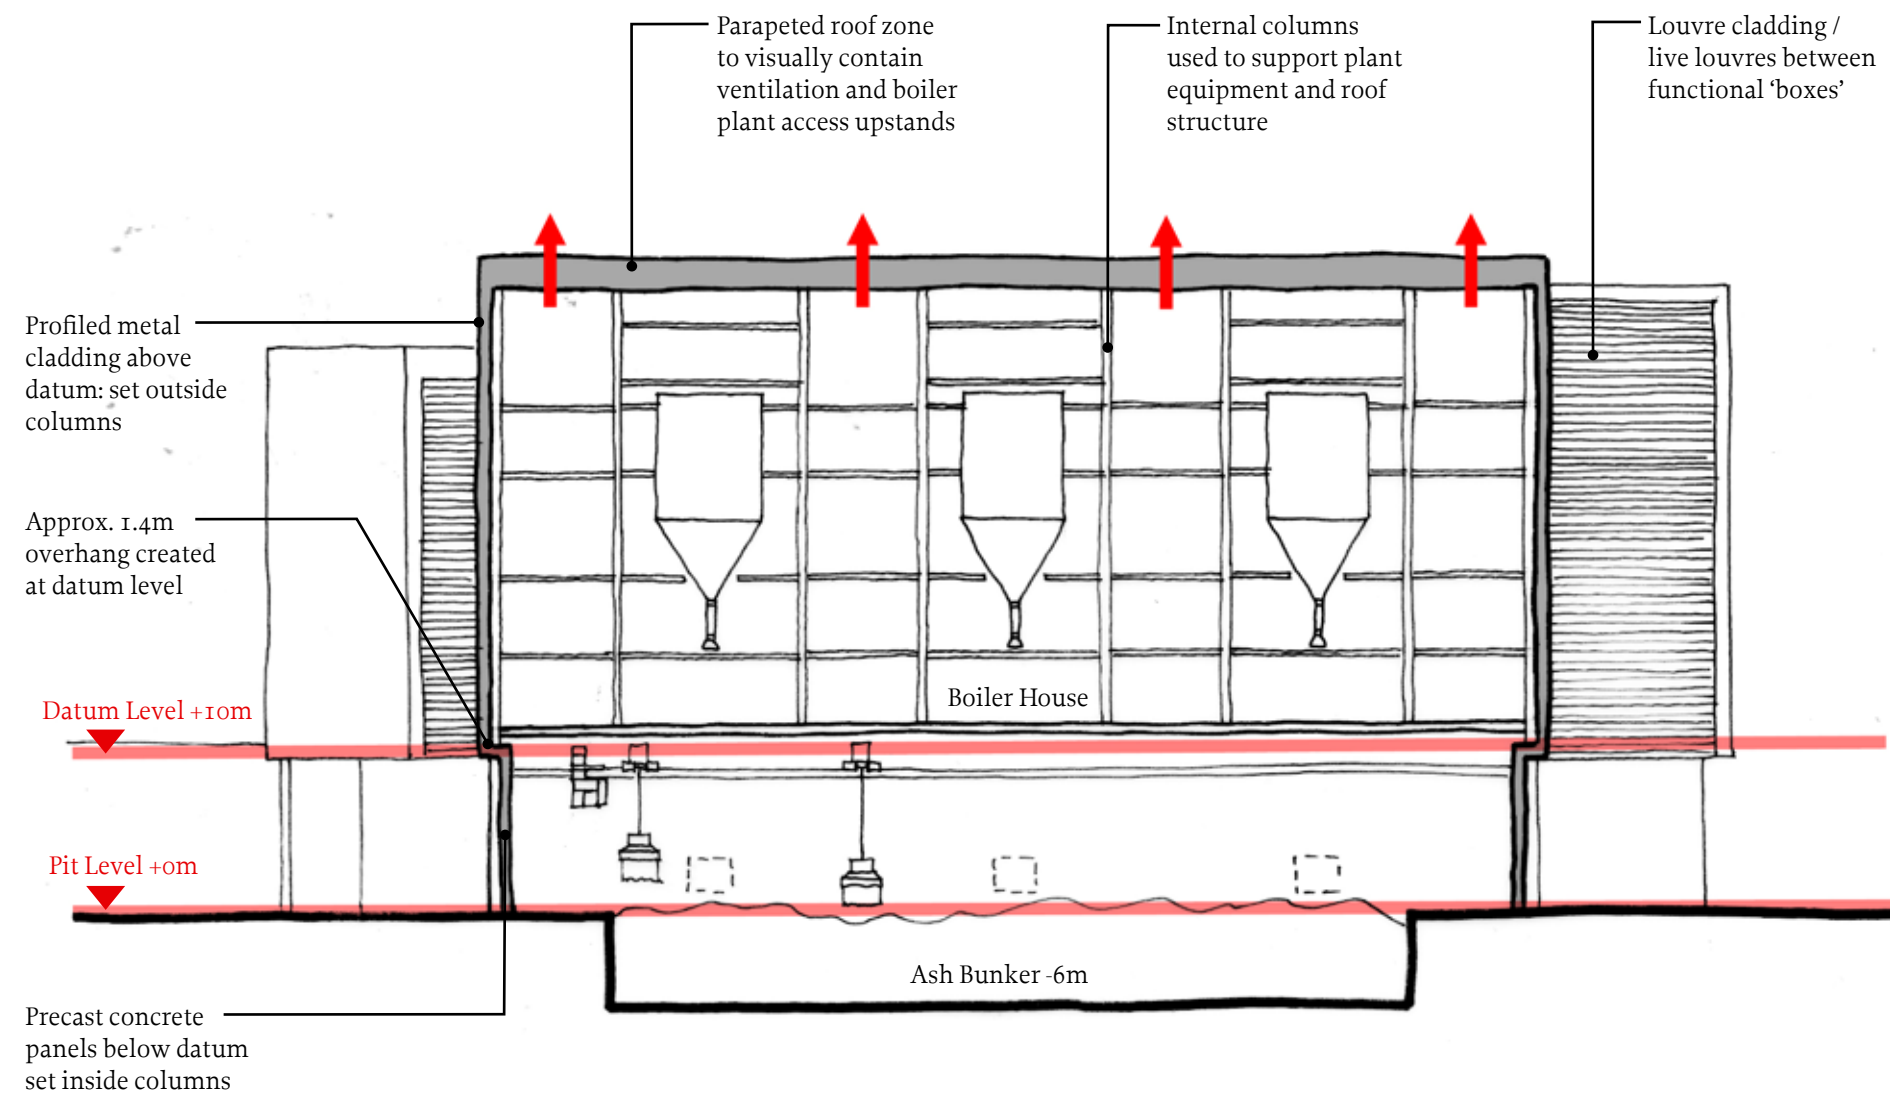 Parapeted roof zone
to visually contain
ventilation and boiler
plant access upstands
Internal columns
used to support plant
equipment and roof
structure
Louvre cladding /
live louvres between
functional ‘boxes’
Profiled metal
cladding above
datum: set outside
columns
Approx. 1.4m
overhang created
at datum level
Datum Level +10m
Boiler House
Pit Level +0m
Ash Bunker -6m
Precast concrete
panels below datum
set inside columns